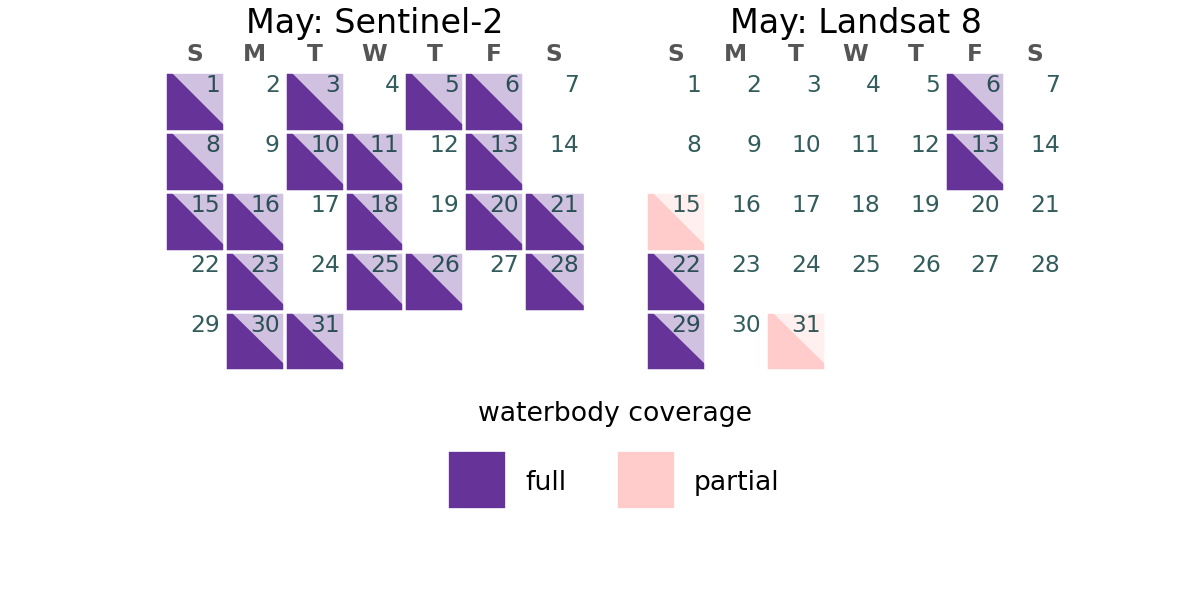 May: Sentinel-2
S M T W T F S
1 2 3 4 5 6 7
8 9 10 11 12 13 14
15 16 17 18 19 20 21
22 23 24 25 26 27 28
29 30 31
May: Landsat 8
S M T W T F S
1 2 3 4 5 6 7
8 9 10 11 12 13 14
15 16 17 18 19 20 21
22 23 24 25 26 27 28
29 30 31
waterbody coverage
full
partial